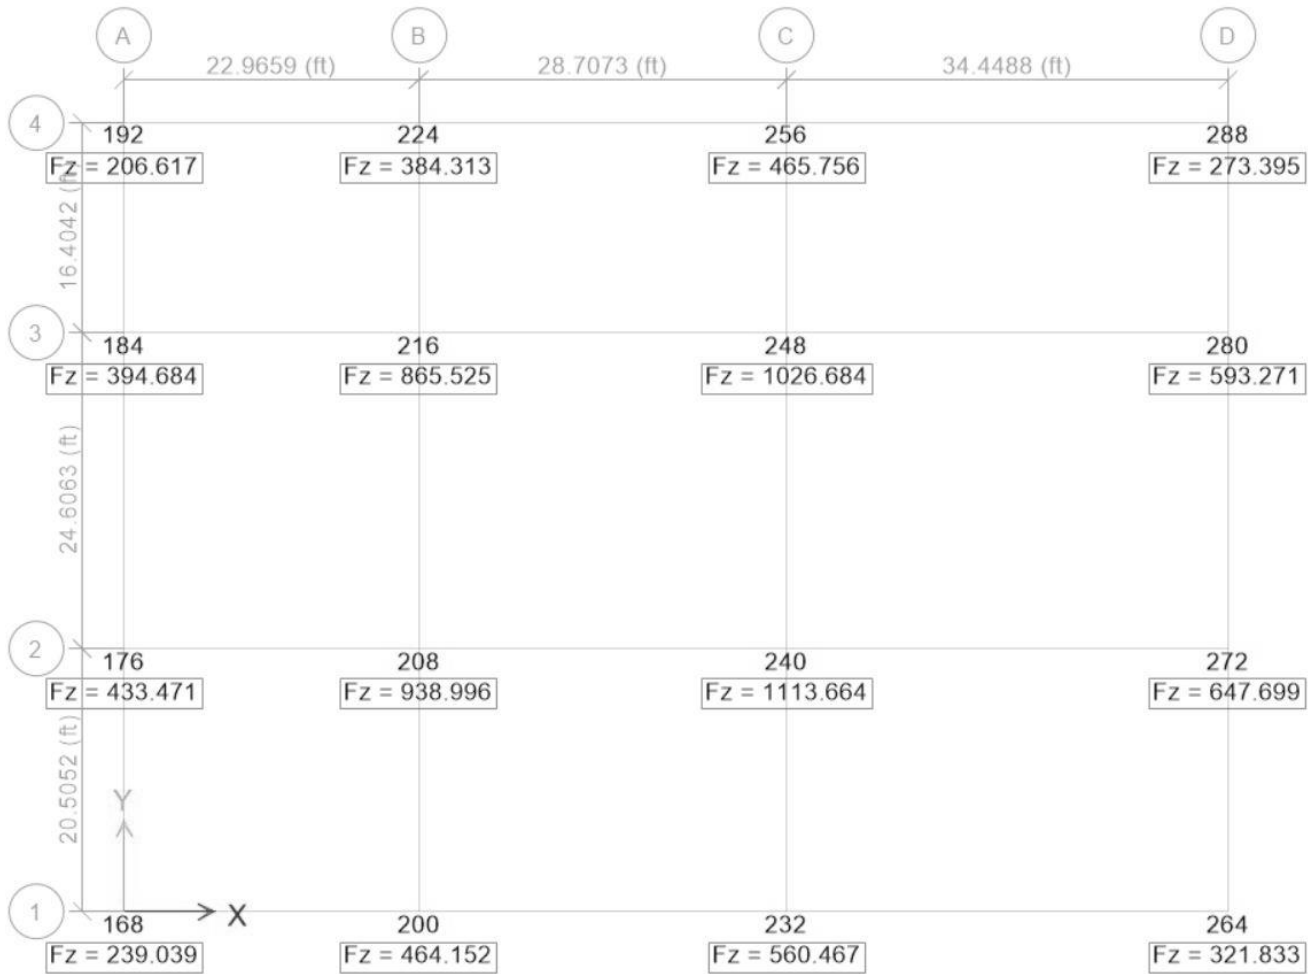 A B C D
22.9659 (ft) 28.7073 (ft) 34.4488 (ft)
4
192 224 256 288
Fz = 206.617 Fz = 384.313 Fz = 465.756 Fz = 273.395
16.4042 (ft)
3
184 216 248 280
Fz = 394.684 Fz = 865.525 Fz = 1026.684 Fz = 593.271
24.6063 (ft)
2
176 208 240 272
Fz = 433.471 Fz = 938.996 Fz = 1113.664 Fz = 647.699
20.5052 (ft)
Y
1
X
168 200 232 264
Fz = 239.039 Fz = 464.152 Fz = 560.467 Fz = 321.833